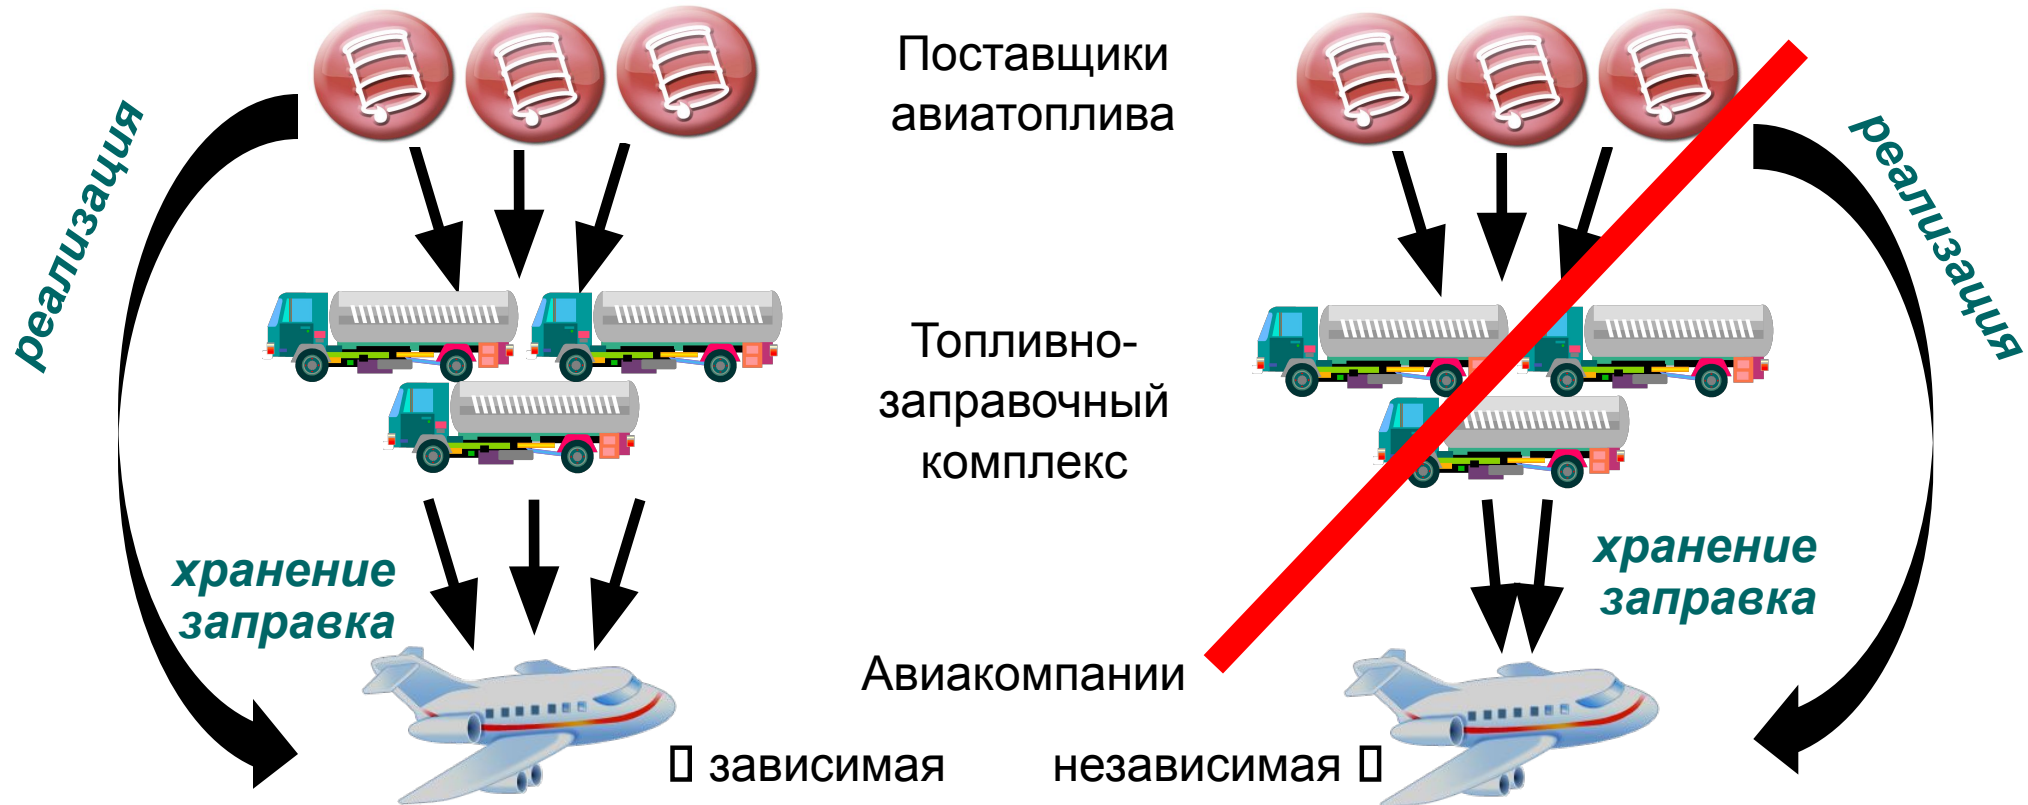 Поставщики
авиатоплива
реализация
реализация
Топливно-
заправочный
комплекс
хранение
заправка
хранение
заправка
Авиакомпании
зависимая
независимая